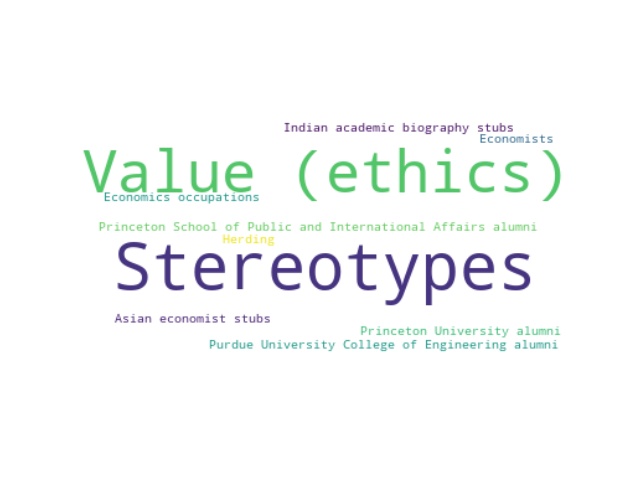 Indian academic biography stubs
Economists
Value (ethics)
Economics occupations
Princeton School of Public and International Affairs alumni
Herding
Stereotypes
Asian economist stubs
Princeton University alumni
Purdue University College of Engineering alumni